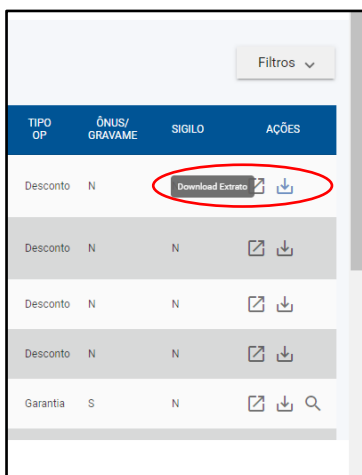 Filtros
TIPO OP ÔNUS/ GRAVAME SIGILO AÇÕES
Desconto N Download Extrato
Desconto N N
Desconto N N
Desconto N N
Garantia S N